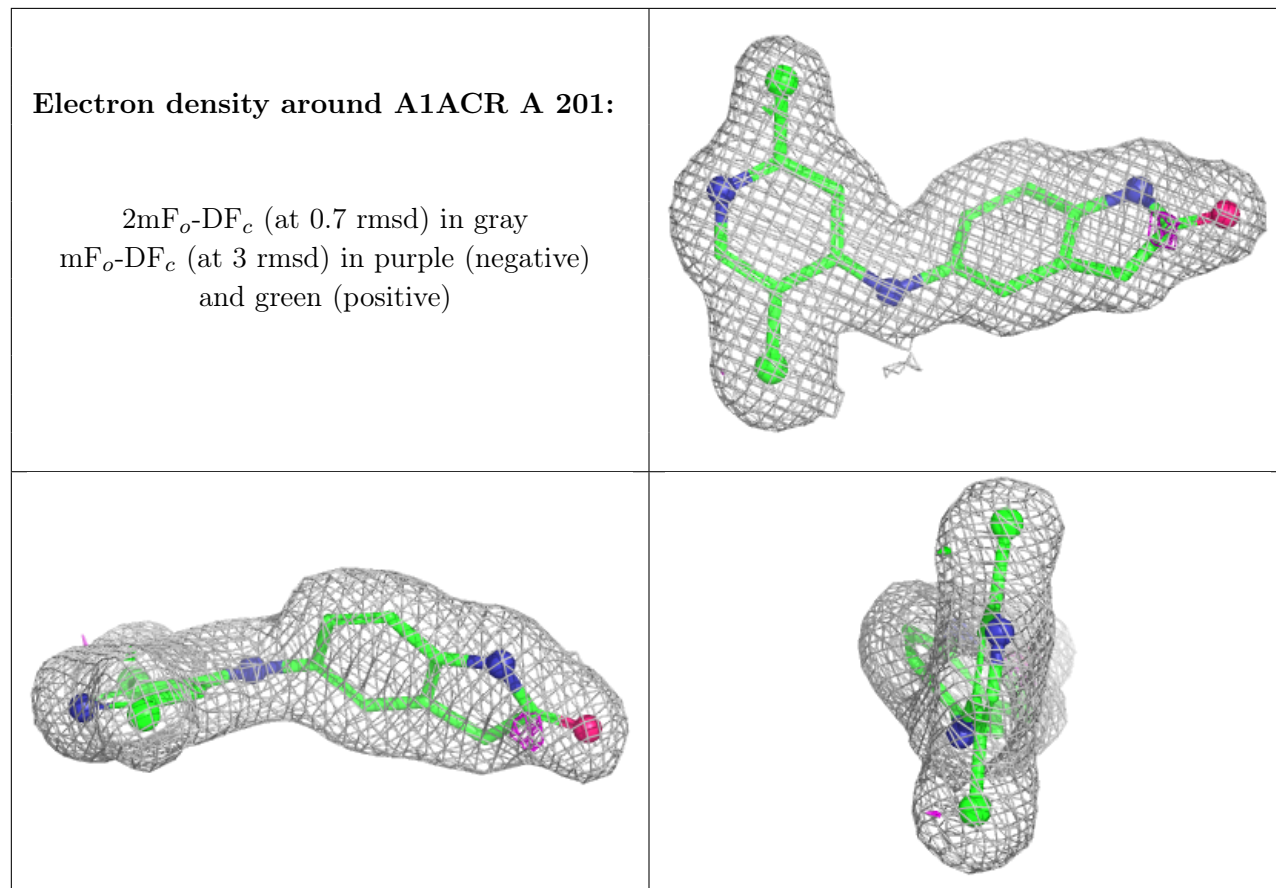 Electron density around A1ACR A 201:
2mFₒ-DF𝒸 (at 0.7 rmsd) in gray
mFₒ-DF𝒸 (at 3 rmsd) in purple (negative)
and green (positive)